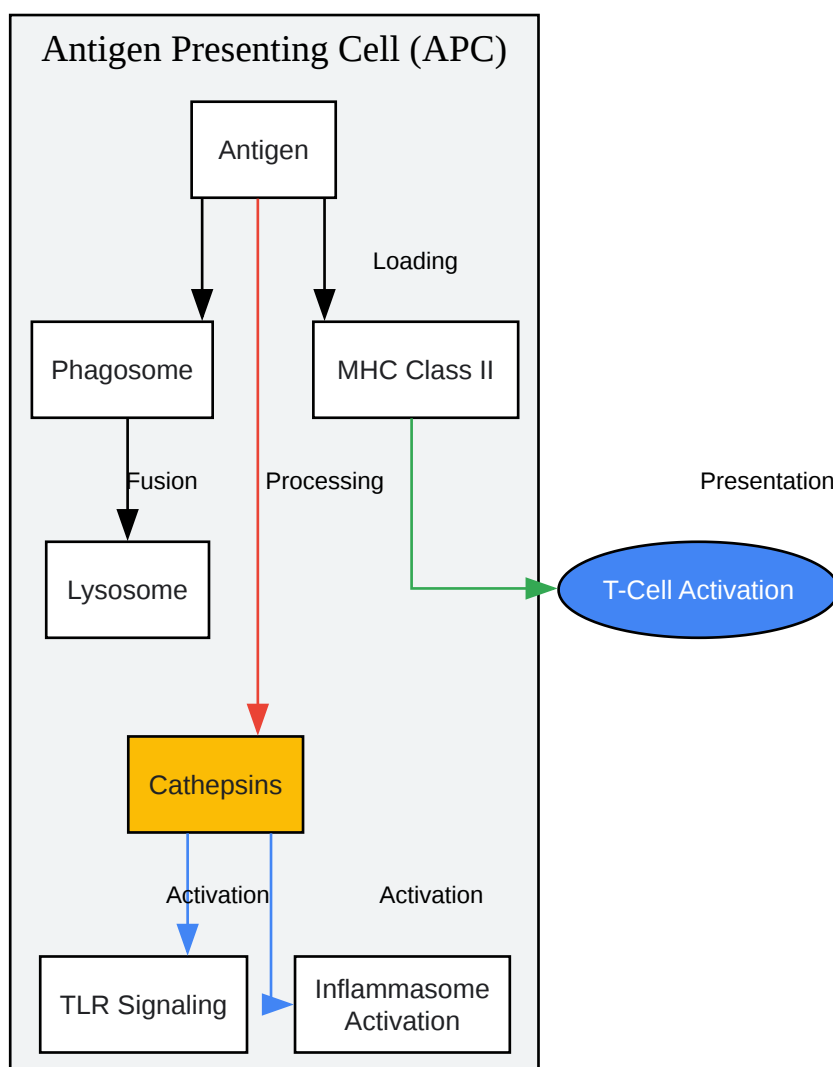 Antigen Presenting Cell (APC)
Antigen
Loading
Phagosome
MHC Class II
Fusion
Processing
Presentation
Lysosome
T-Cell Activation
Cathepsins
Activation
Activation
TLR Signaling
Inflammasome
Activation